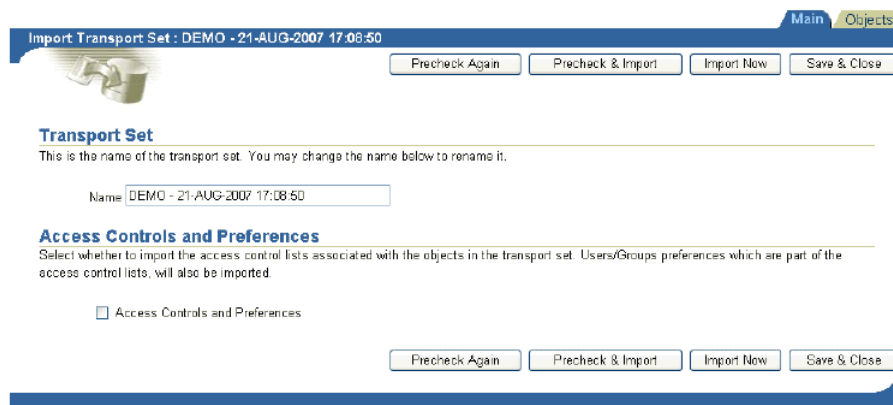 Main Objects
Import Transport Set : DEMO - 21-AUG-2007 17:08:50
Precheck Again Precheck & Import Import Now Save & Close
Transport Set
This is the name of the transport set. You may change the name below to rename it.
Name DEMO - 21-AUG-2007 17:08:50
Access Controls and Preferences
Select whether to import the access control lists associated with the objects in the transport set. Users/Groups preferences which are part of the
access control lists, will also be imported.
Access Controls and Preferences
Precheck Again Precheck & Import Import Now Save & Close